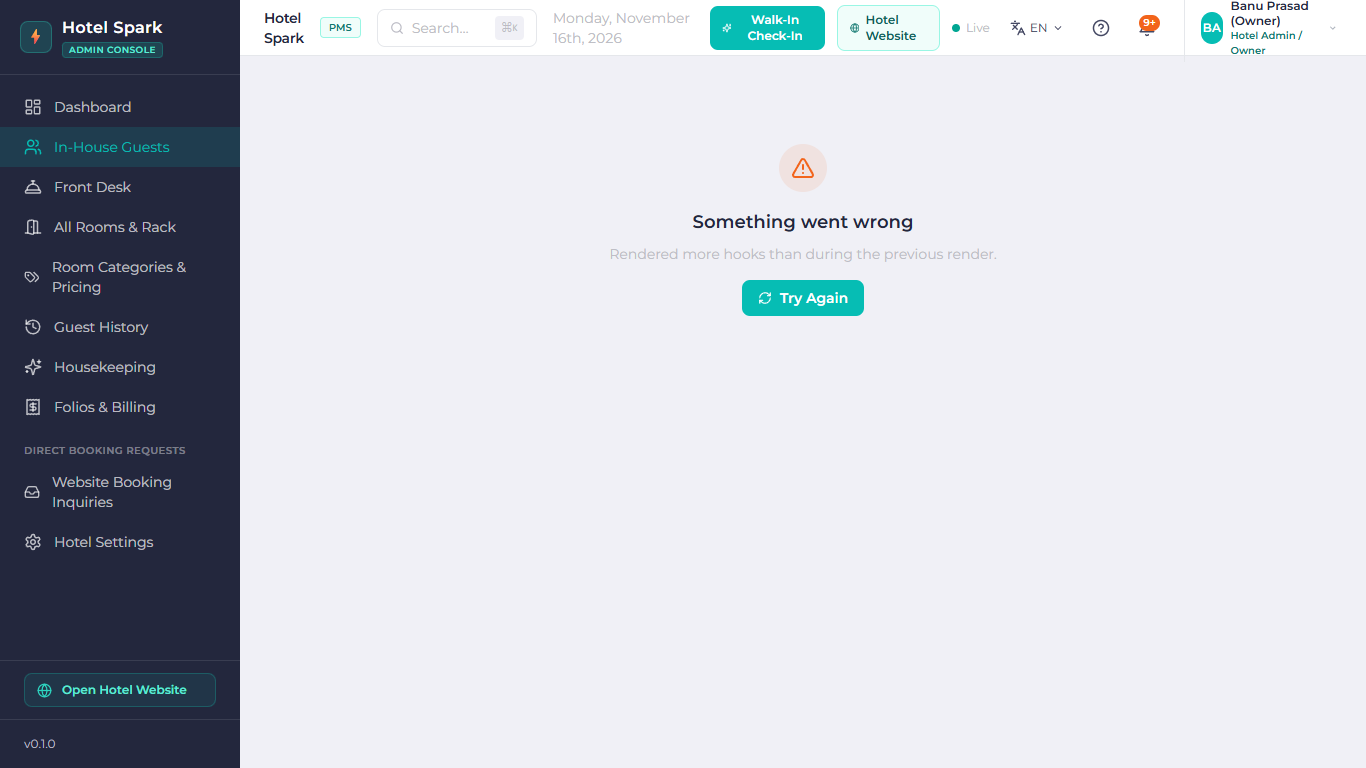 Hotel Spark
ADMIN CONSOLE
Dashboard
In-House Guests
Front Desk
All Rooms & Rack
Room Categories &
Pricing
Guest History
Housekeeping
Folios & Billing
DIRECT BOOKING REQUESTS
Website Booking
Inquiries
Hotel Settings
Open Hotel Website
v0.1.0
Hotel
Spark
PMS
Search...
⌘K
Monday, November
16th, 2026
Walk-In
Check-In
Hotel
Website
Live
EN
9+
BA
Banu Prasad
(Owner)
Hotel Admin /
Owner
Something went wrong
Rendered more hooks than during the previous render.
Try Again